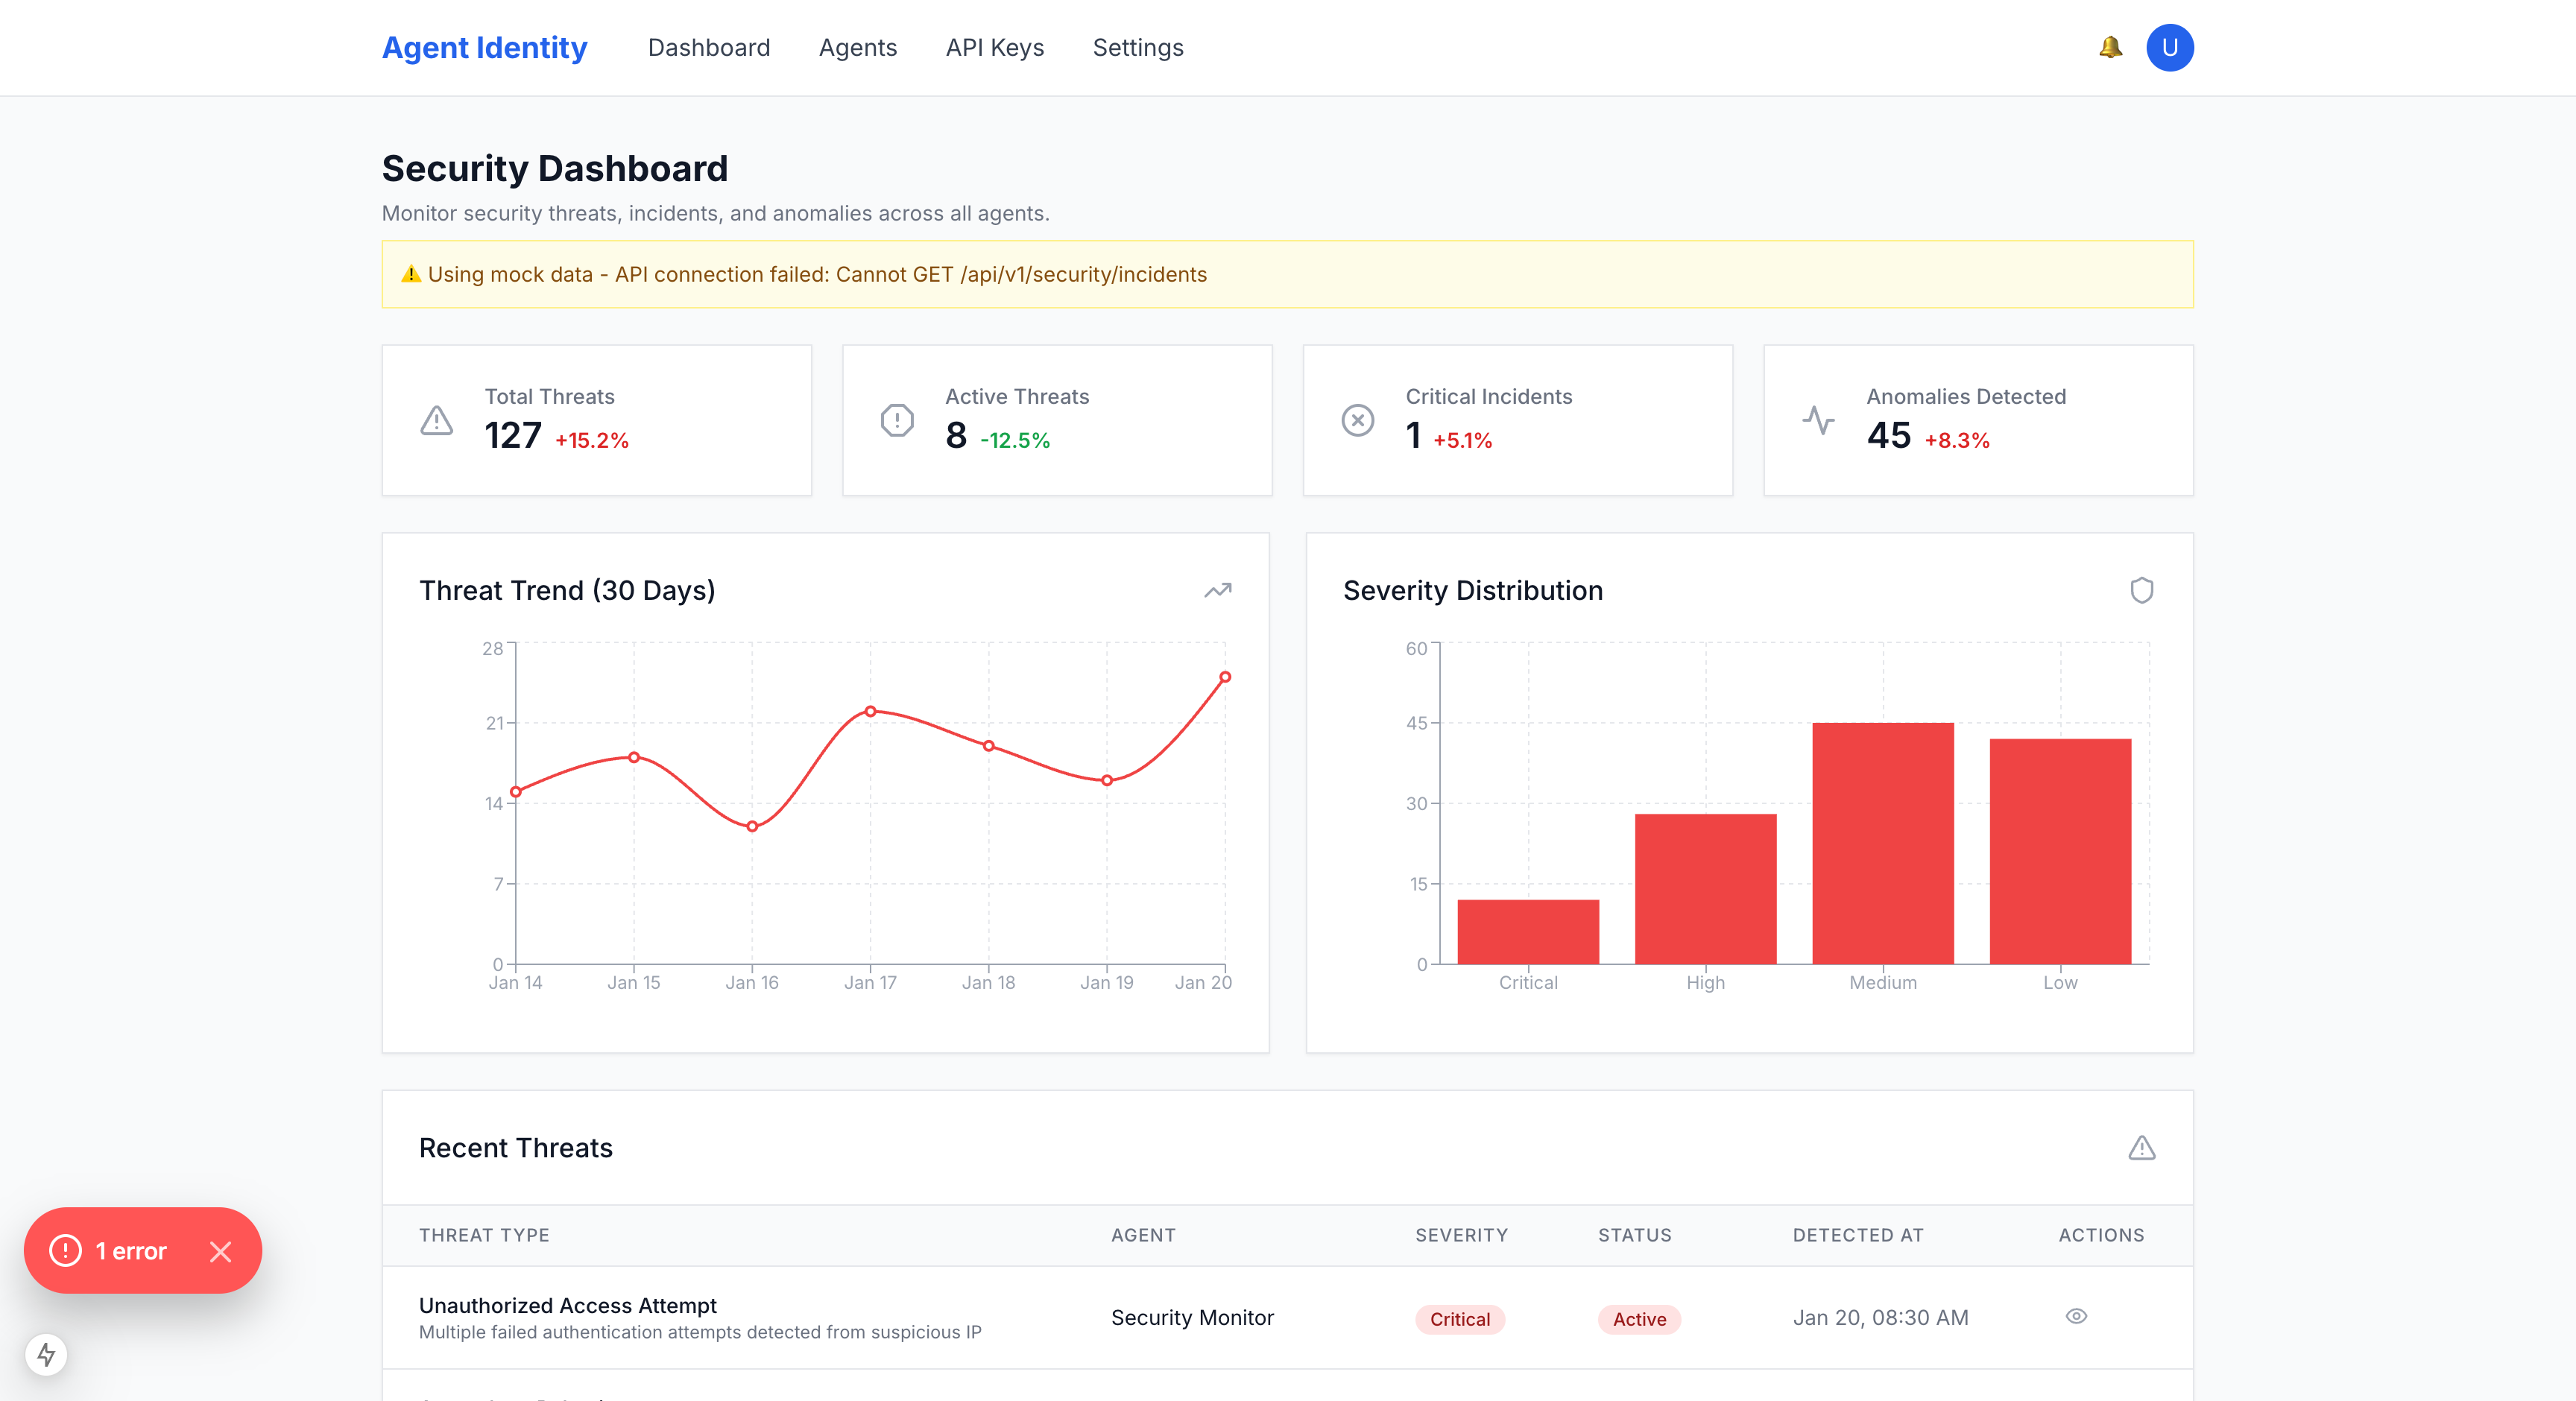 Agent Identity
Dashboard
Agents
API Keys
Settings
U
Security Dashboard
Monitor security threats, incidents, and anomalies across all agents.
Using mock data - API connection failed: Cannot GET /api/v1/security/incidents
Total Threats
127 +15.2%
Active Threats
8 -12.5%
Critical Incidents
1 +5.1%
Anomalies Detected
45 +8.3%
Threat Trend (30 Days)
28
21
14
7
0
Jan 14 Jan 15 Jan 16 Jan 17 Jan 18 Jan 19 Jan 20
Severity Distribution
60
45
30
15
0
Critical High Medium Low
Recent Threats
THREAT TYPE AGENT SEVERITY STATUS DETECTED AT ACTIONS
Unauthorized Access Attempt
Multiple failed authentication attempts detected from suspicious IP
Security Monitor
Critical
Active
Jan 20, 08:30 AM
1 error